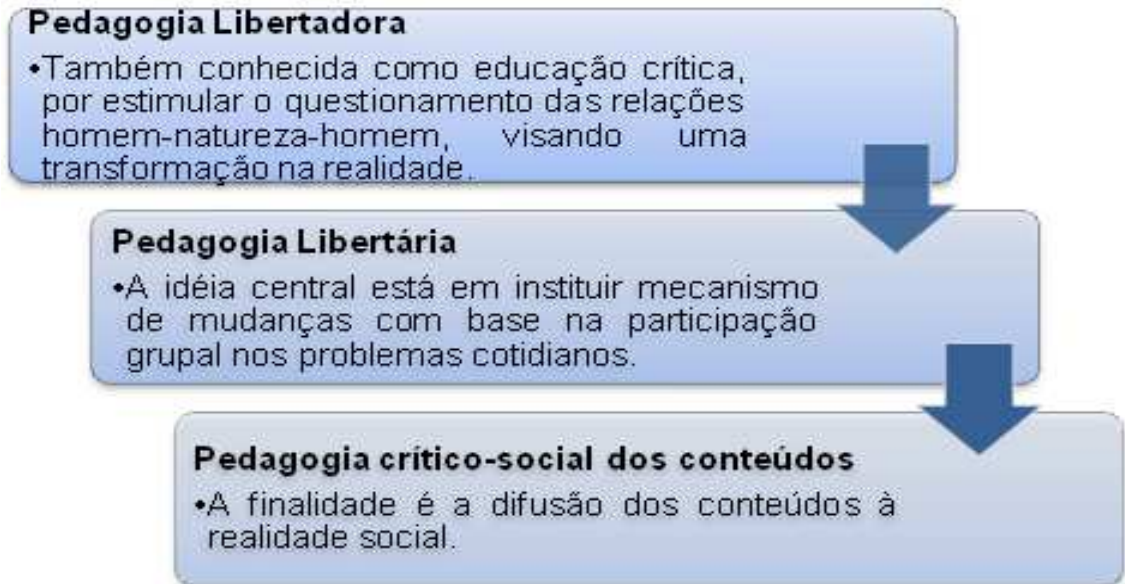 Pedagogia Libertadora
•Também conhecida como educação crítica,
por estimular o questionamento das relações
homem-natureza-homem, visando uma
transformação na realidade.
Pedagogia Libertária
•A idéia central está em instituir mecanismo
de mudanças com base na participação
grupal nos problemas cotidianos.
Pedagogia crítico-social dos conteúdos
•A finalidade é a difusão dos conteúdos à
realidade social.